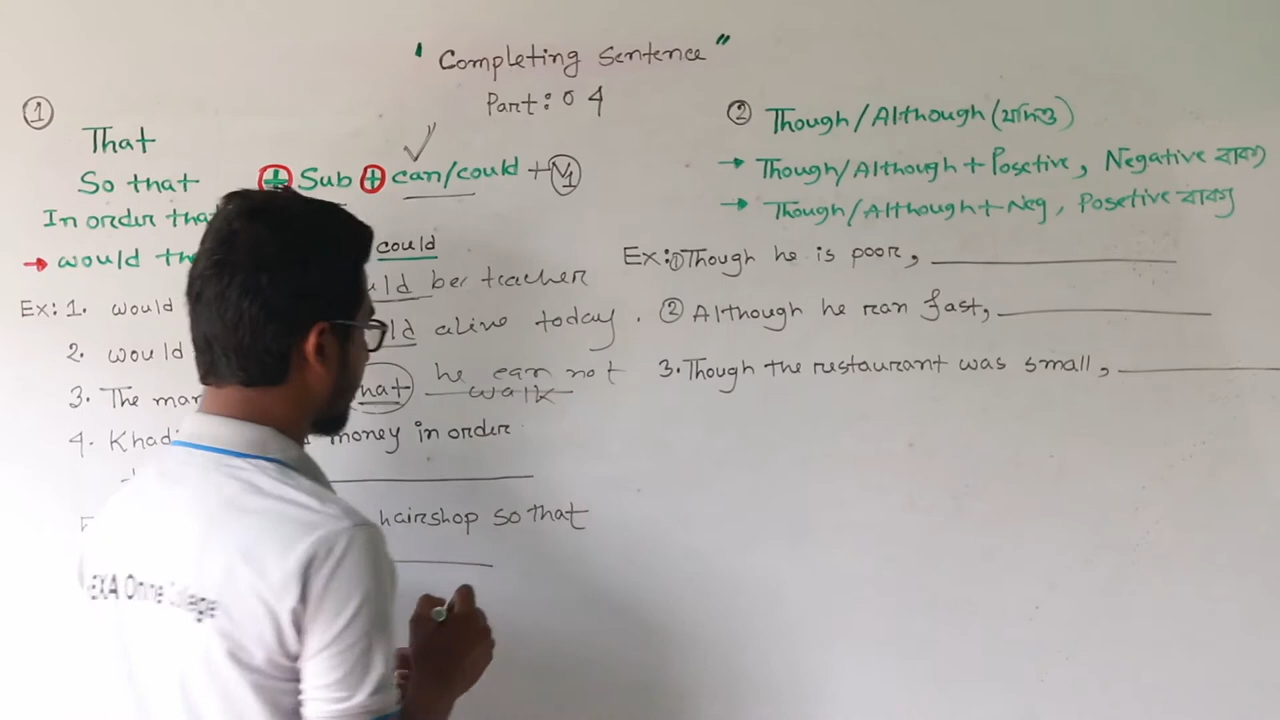 ' Completing Sentence "
Part: 04
①
That
So that + Sub + can/could + V1
In order tha
→ would th
could
Ex: 1. would uld be teacher
2. would ld alive today.
3. The man hat he can not
walk
4. Khad money in order
hairshop so that
② Though/Although (যদিও)
→ Though/Although + Posetive, Negative বাক্য
→ Though/Although + Neg, Posetive বাক্য
Ex: ① Though he is poor,
② Although he ran fast,
3. Though the restaurant was small,
EXA Online College